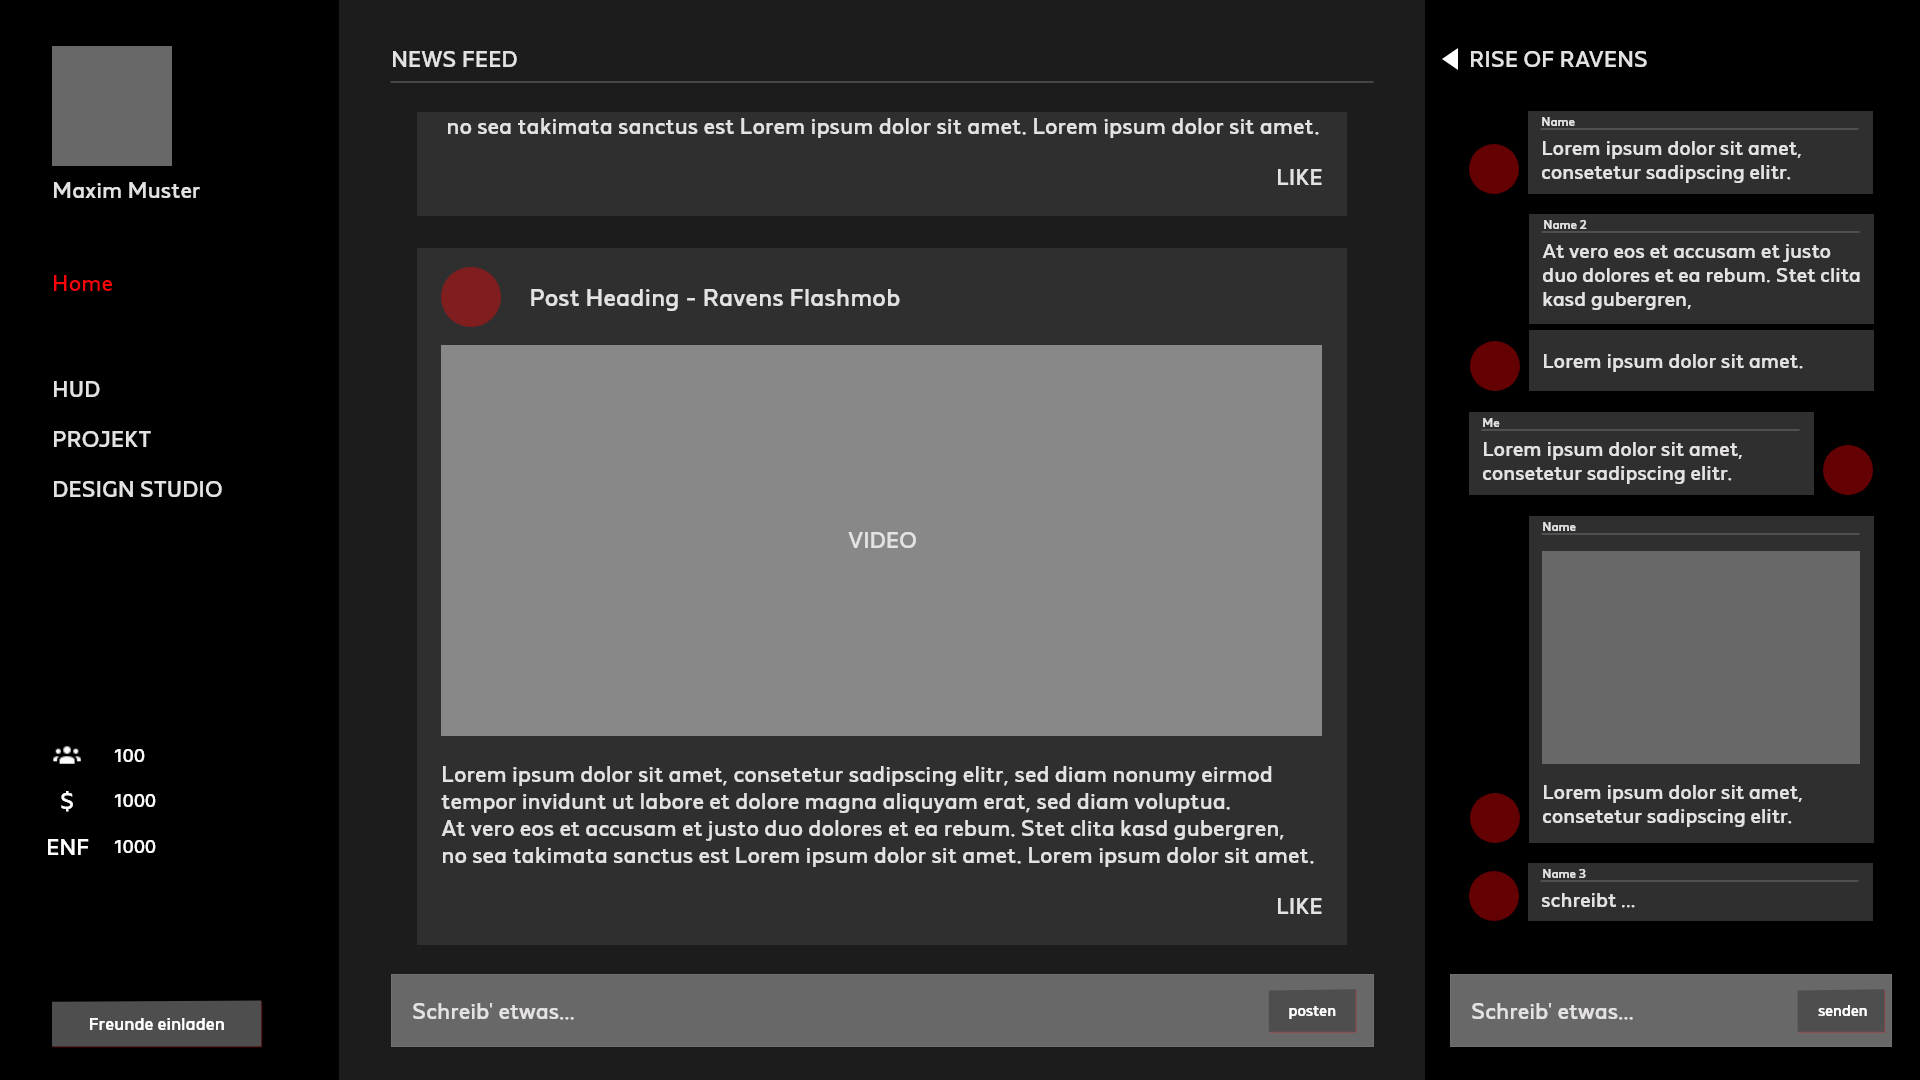 Maxim Muster
Home
HUD
PROJEKT
DESIGN STUDIO
100
$ 1000
ENF 1000
Freunde einladen
NEWS FEED
no sea takimata sanctus est Lorem ipsum dolor sit amet. Lorem ipsum dolor sit amet.
LIKE
Post Heading - Ravens Flashmob
VIDEO
Lorem ipsum dolor sit amet, consetetur sadipscing elitr, sed diam nonumy eirmod
tempor invidunt ut labore et dolore magna aliquyam erat, sed diam voluptua.
At vero eos et accusam et justo duo dolores et ea rebum. Stet clita kasd gubergren,
no sea takimata sanctus est Lorem ipsum dolor sit amet. Lorem ipsum dolor sit amet.
LIKE
Schreib' etwas...
posten
RISE OF RAVENS
Name
Lorem ipsum dolor sit amet,
consetetur sadipscing elitr.
Name 2
At vero eos et accusam et justo
duo dolores et ea rebum. Stet clita
kasd gubergren,
Lorem ipsum dolor sit amet.
Me
Lorem ipsum dolor sit amet,
consetetur sadipscing elitr.
Name
Lorem ipsum dolor sit amet,
consetetur sadipscing elitr.
Name 3
schreibt ...
Schreib' etwas...
senden